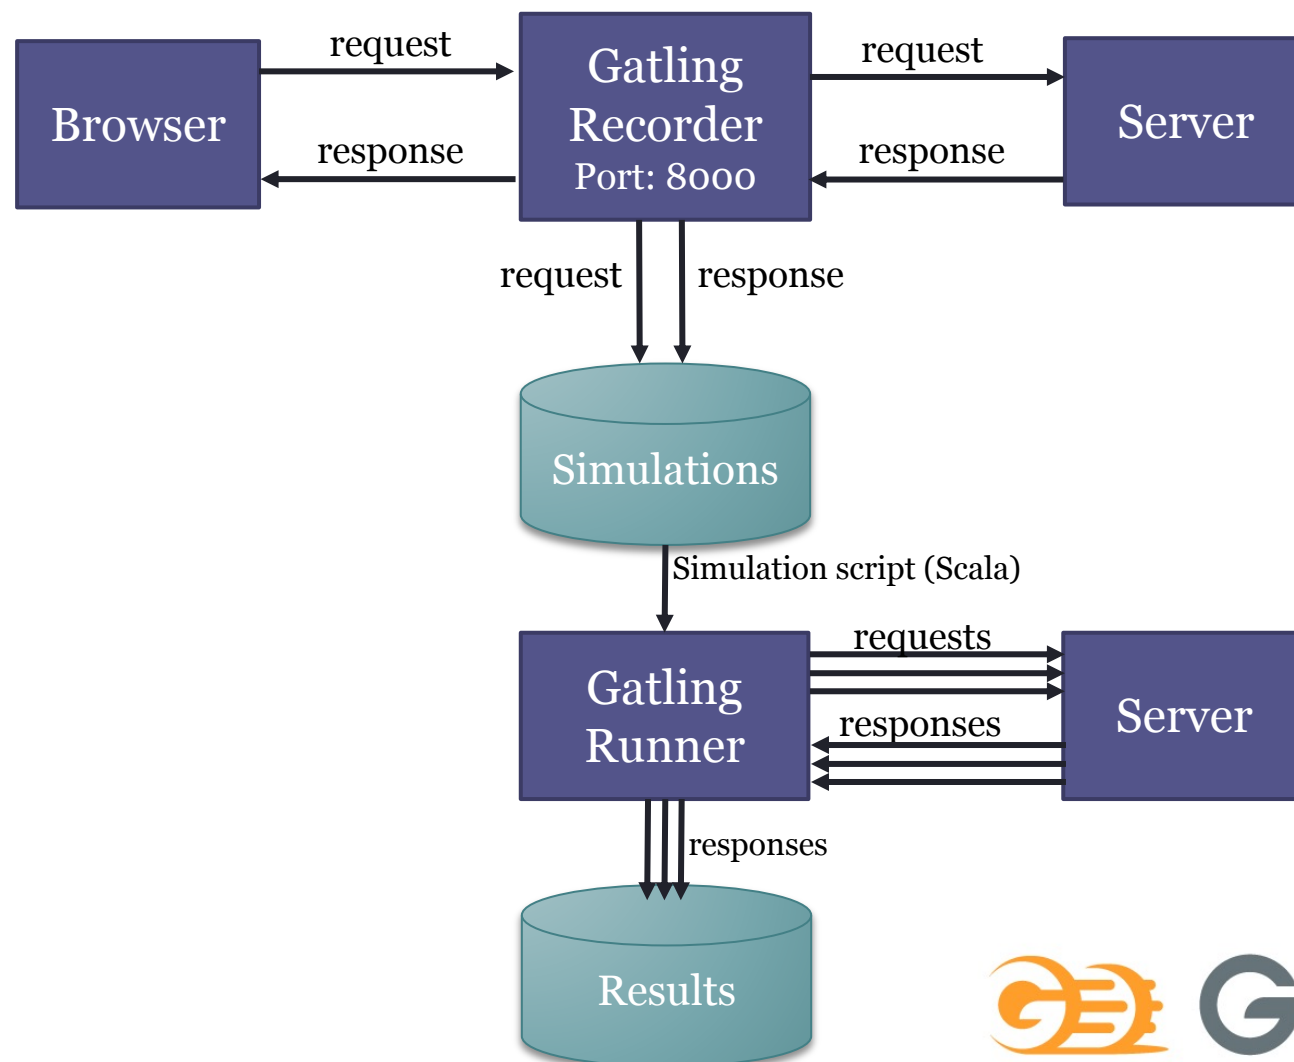 request
request
Browser
Gatling
Recorder
Port: 8000
Server
response
response
request
response
Simulations
Simulation script (Scala)
requests
Gatling
Runner
responses
Server
responses
Results
G